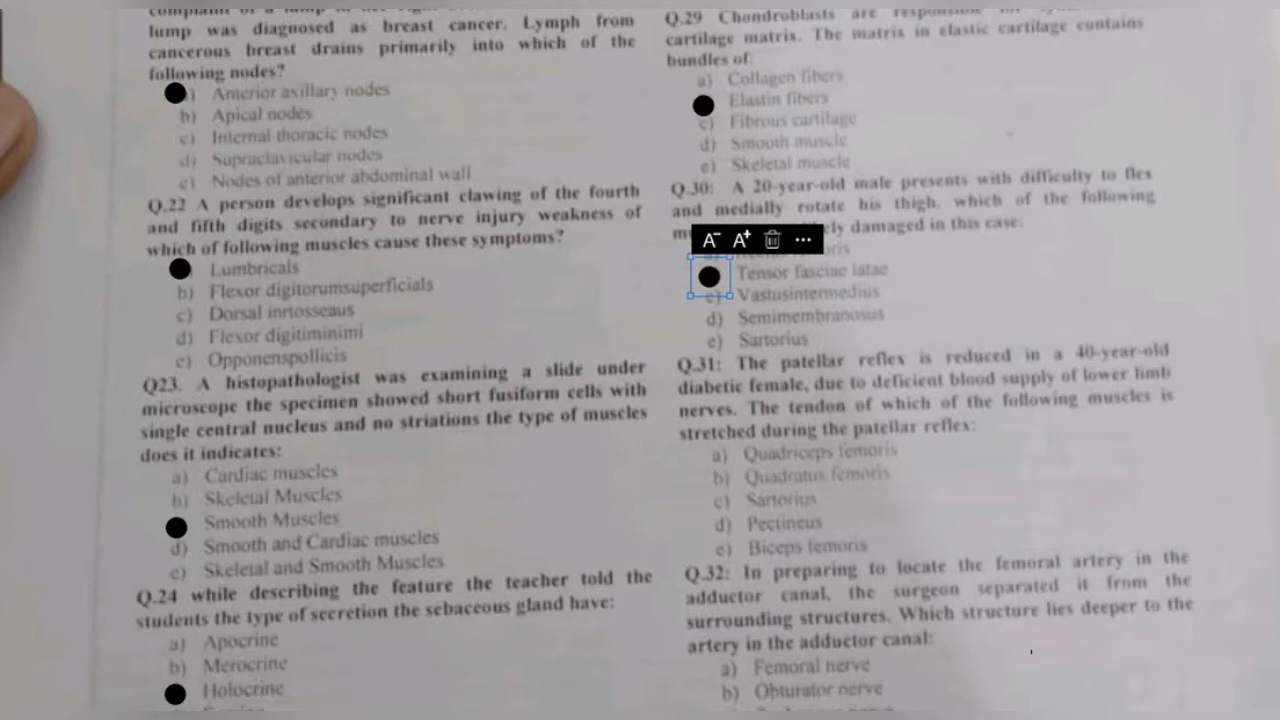 lump was diagnosed as breast cancer. Lymph from
cancerous breast drains primarily into which of the
following nodes?
Anterior axillary nodes
b) Apical nodes
c) Internal thoracic nodes
d) Supraclavicular nodes
e) Nodes of anterior abdominal wall
Q.22 A person develops significant clawing of the fourth
and fifth digits secondary to nerve injury weakness of
which of following muscles cause these symptoms?
Lumbricals
b) Flexor digitorumsuperficials
c) Dorsal inrtosseaus
d) Flexor digitiminimi
e) Opponenspollicis
Q23. A histopathologist was examining a slide under
microscope the specimen showed short fusiform cells with
single central nucleus and no striations the type of muscles
does it indicates:
a) Cardiac muscles
b) Skeletal Muscles
Smooth Muscles
d) Smooth and Cardiac muscles
e) Skeletal and Smooth Muscles
Q.24 while describing the feature the teacher told the
students the type of secretion the sebaceous gland have:
a) Apocrine
b) Merocrine
Holocrine
Q.29 Chondroblasts are
cartilage matris. The matris in elastic cartilage contains
bundles of:
a) Collagen fibers
Elastin fibers
c) Fibrous cartilage
d) Smooth muscle
e) Skeletal muscle
Q.30: A 20-year-old male presents with difficulty to fles
and medially rotate his thigh. which of the following
damaged in this case:
Tensor fasciae latae
c) Vastusintermedius
d) Semimembranosus
e) Sartorius
Q.31: The patellar reflex is reduced in a 40-year-old
diabetic female, due to deficient blood supply of lower limb
nerves. The tendon of which of the following muscles is
stretched during the patellar reflex:
a) Quadriceps femoris
b) Quadratus femoris
c) Sartorius
d) Pectineus
e) Biceps femoris
Q.32: In preparing to locate the femoral artery in the
adductor canal, the surgeon separated it from the
surrounding structures. Which structure lies deeper to the
artery in the adductor canal:
a) Femoral nerve
b) Obturator nerve